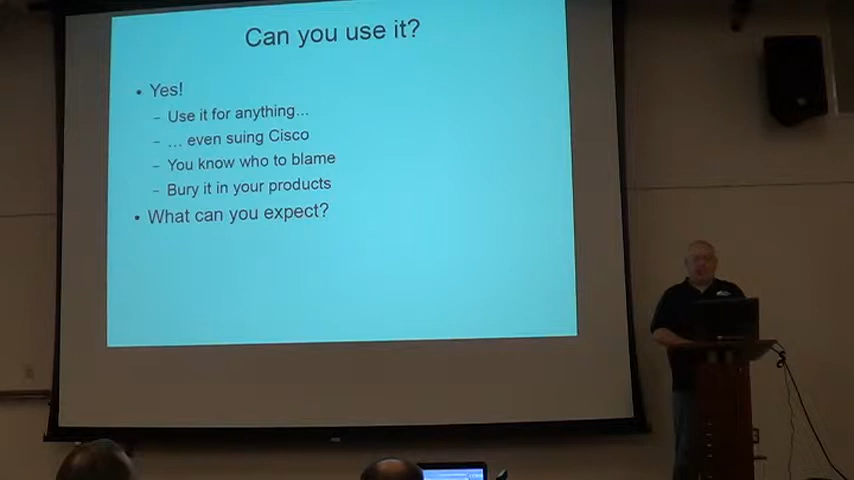 Can you use it?
• Yes!
– Use it for anything...
– ... even suing Cisco
– You know who to blame
– Bury it in your products
• What can you expect?